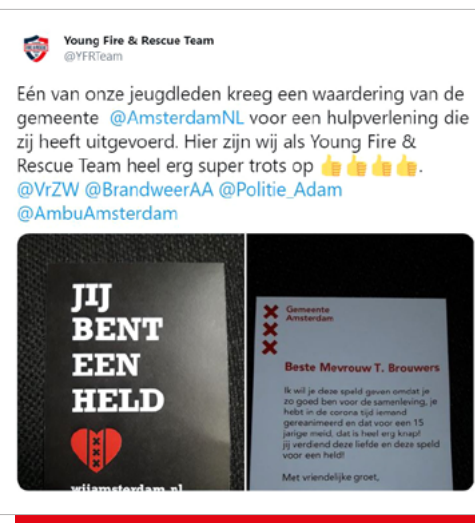 Young Fire & Rescue Team
@YFRTeam
Eén van onze jeugdleden kreeg een waardering van de
gemeente @AmsterdamNL voor een hulpverlening die
zij heeft uitgevoerd. Hier zijn wij als Young Fire &
Rescue Team heel erg super trots op 👍👍👍👍.
@VrZW @BrandweerAA @Politie_Adam
@AmbuAmsterdam
JIJ
BENT
EEN
HELD
wijamsterdam.nl
Gemeente
Amsterdam
Beste Mevrouw T. Brouwers
Ik wil je deze speld geven omdat je
zo goed ben voor de samenleving, je
hebt in de corona tijd iemand
gereanimeerd en dat voor een 15
jarige meid, dat is heel erg knap!
jij verdiend deze liefde en deze speld
voor een held!
Met vriendelijke groet,